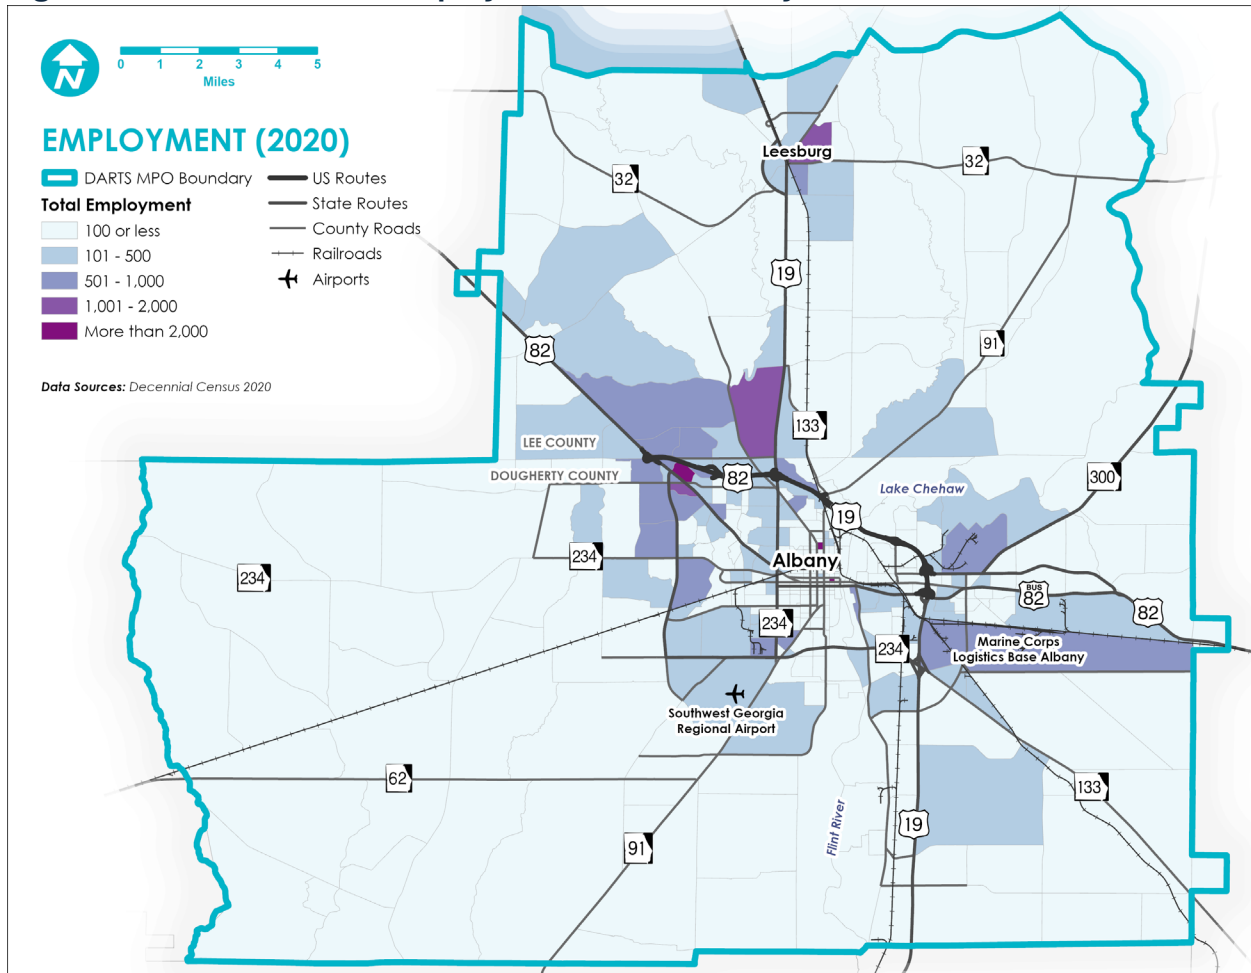 N
0 1 2 3 4 5
Miles
EMPLOYMENT (2020)
DARTS MPO Boundary
Total Employment
100 or less
101 - 500
501 - 1,000
1,001 - 2,000
More than 2,000
US Routes
State Routes
County Roads
Railroads
Airports
Data Sources: Decennial Census 2020
Leesburg
32
32
19
82
91
133
LEE COUNTY
DOUGHERTY COUNTY
82
300
Lake Chehaw
19
Albany
234
234
BUS
82
82
234
234
Marine Corps
Logistics Base Albany
Southwest Georgia
Regional Airport
62
133
Flint River
19
91